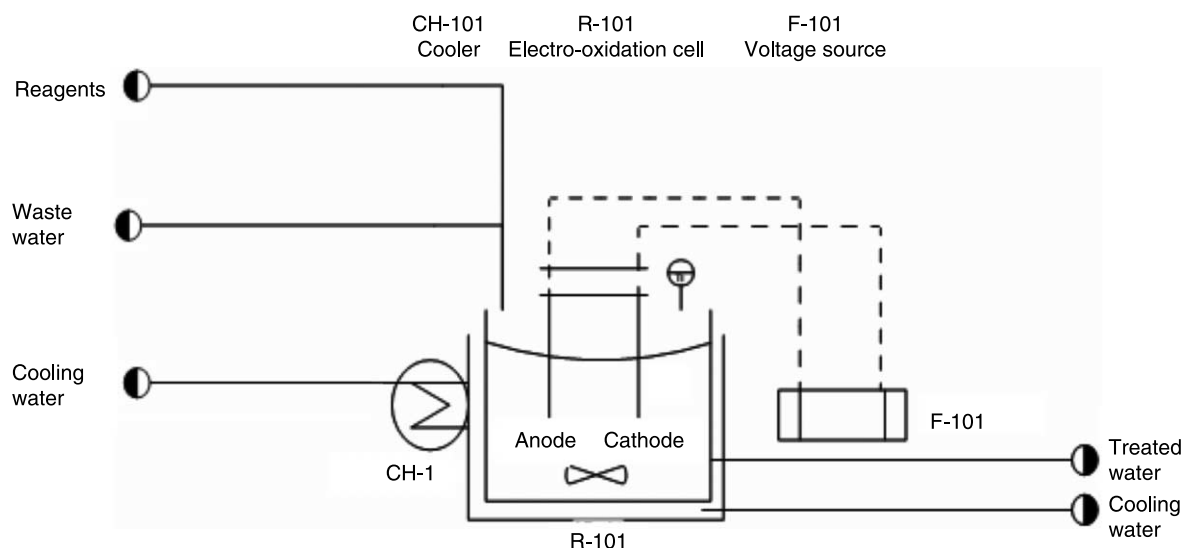 CH-101 R-101 F-101
Cooler Electro-oxidation cell Voltage source
Reagents
Waste
water
TI
Cooling
water
F-101
Anode Cathode
Treated
water
CH-1
Cooling
water
R-101